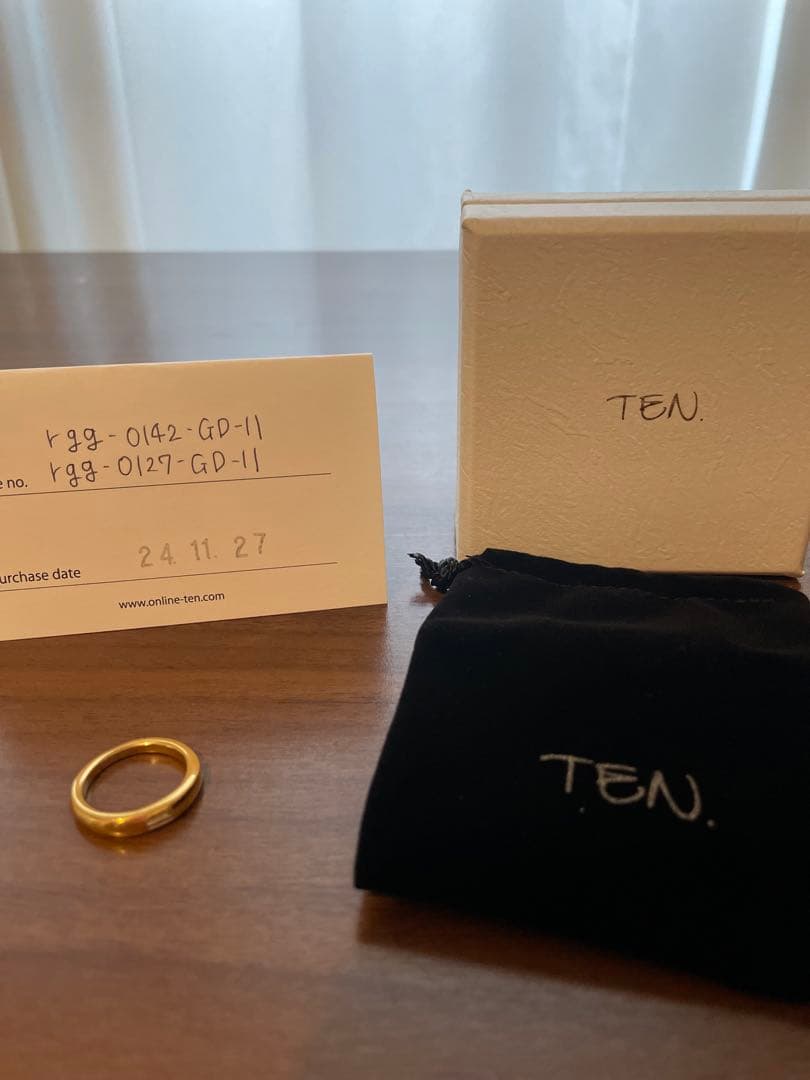 rgg-0142-GD-11
e no. rgg-0127-GD-11
urchase date 24. 11. 27
www.online-ten.com
TEN.
TEN.